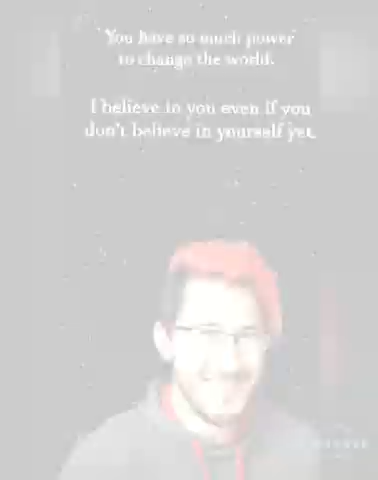 You have so much power
to change the world.
I believe in you even if you
don't believe in yourself yet.